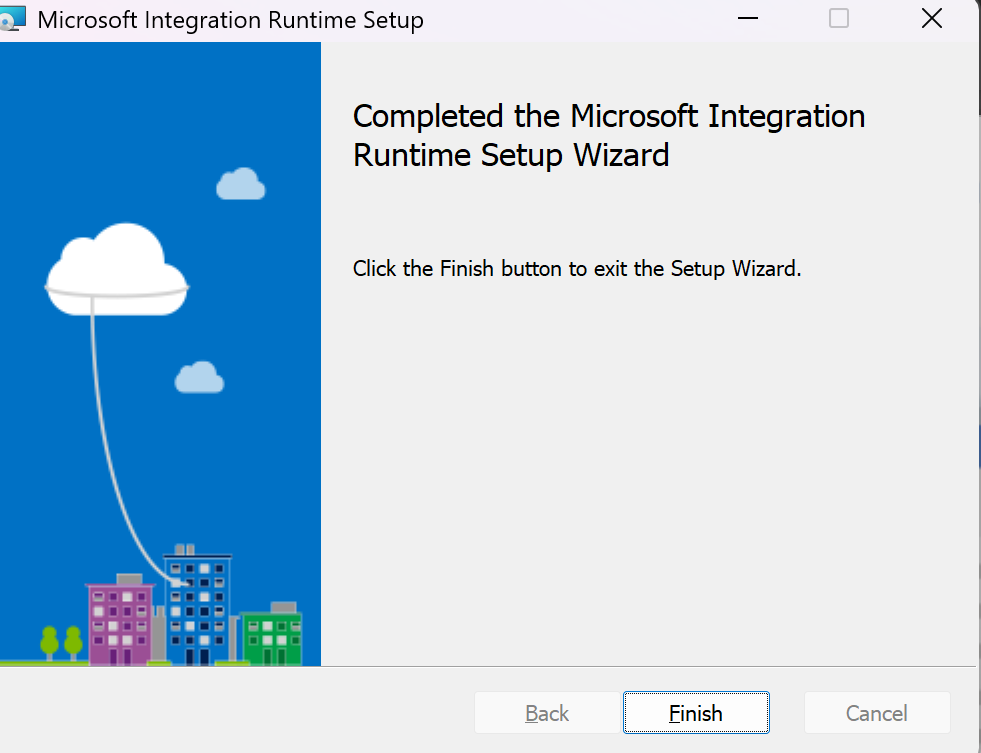 Microsoft Integration Runtime Setup
Completed the Microsoft Integration
Runtime Setup Wizard
Click the Finish button to exit the Setup Wizard.
Back
Finish
Cancel